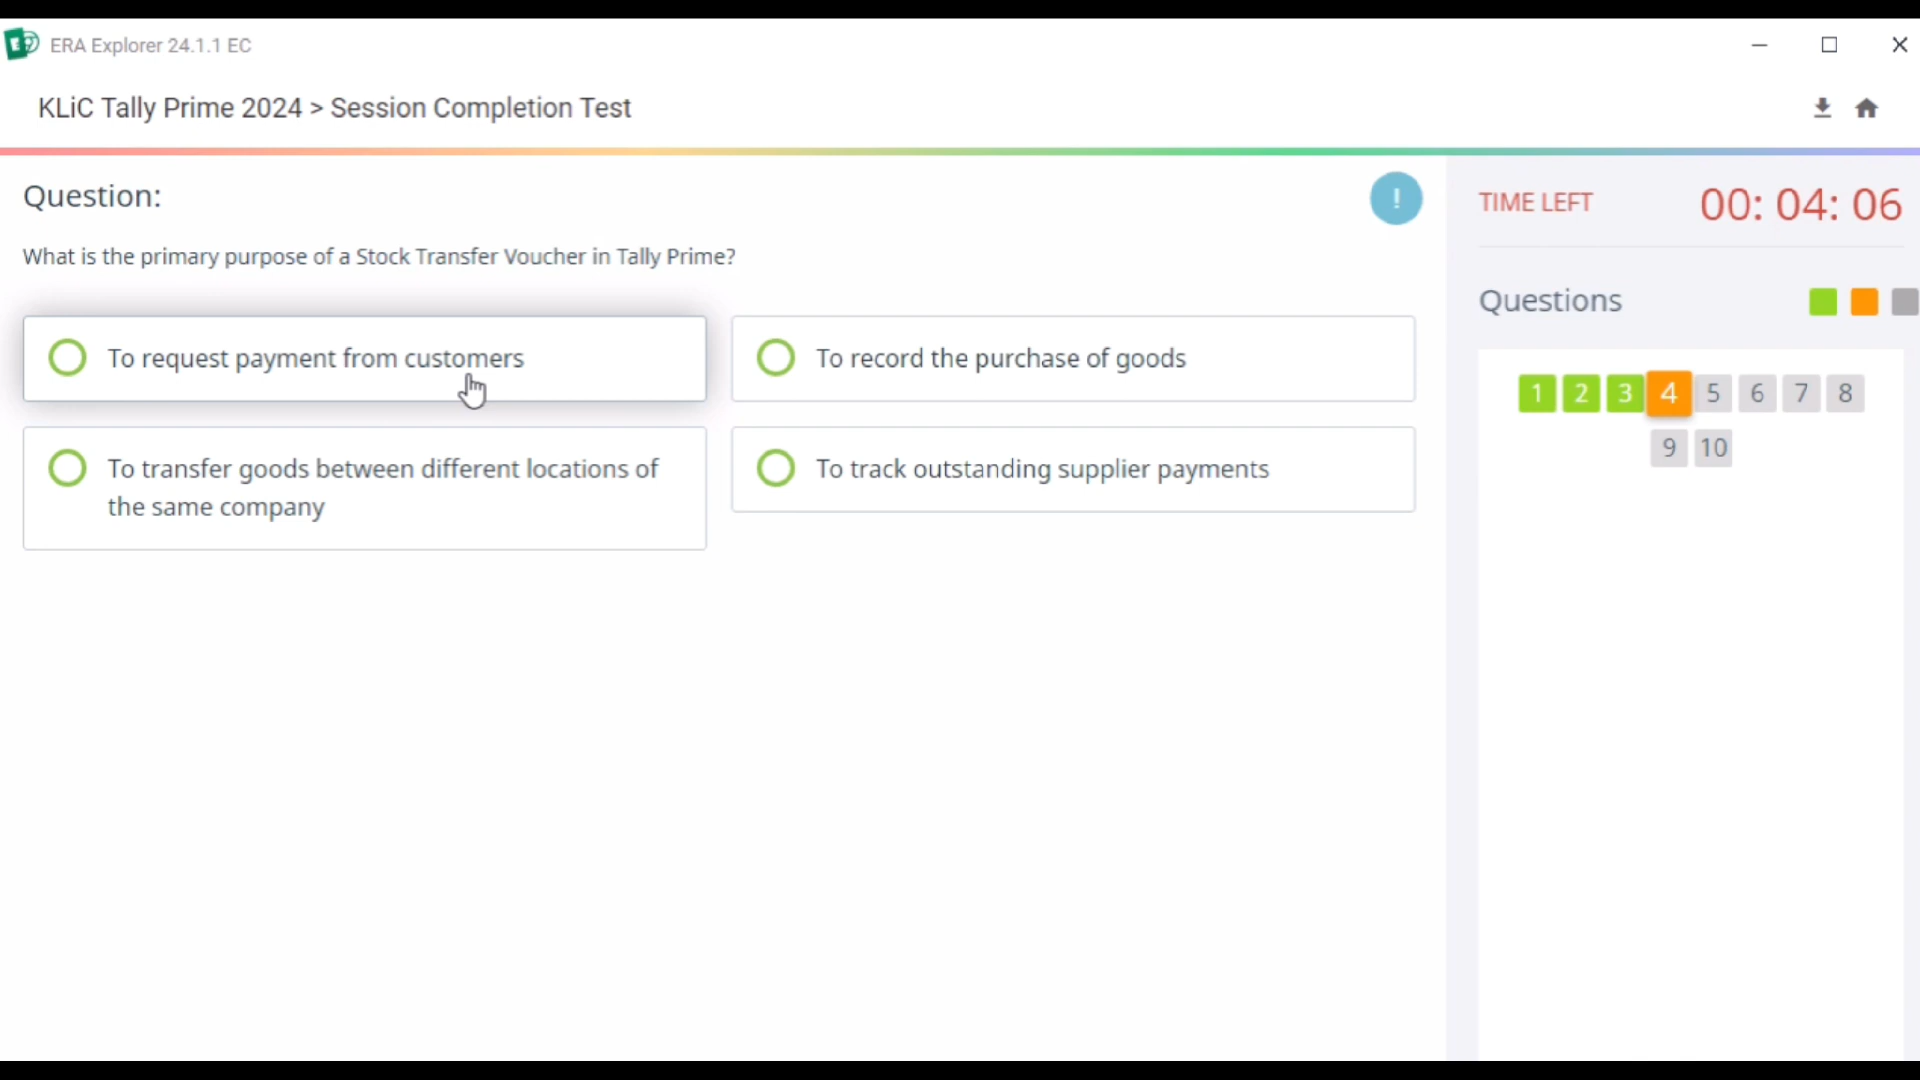 ERA Explorer 24.1.1 EC
KLiC Tally Prime 2024 > Session Completion Test
Question:
!
TIME LEFT 00: 04: 06
What is the primary purpose of a Stock Transfer Voucher in Tally Prime?
Questions
To request payment from customers
To record the purchase of goods
To transfer goods between different locations of
the same company
To track outstanding supplier payments
1 2 3 4 5 6 7 8
9 10